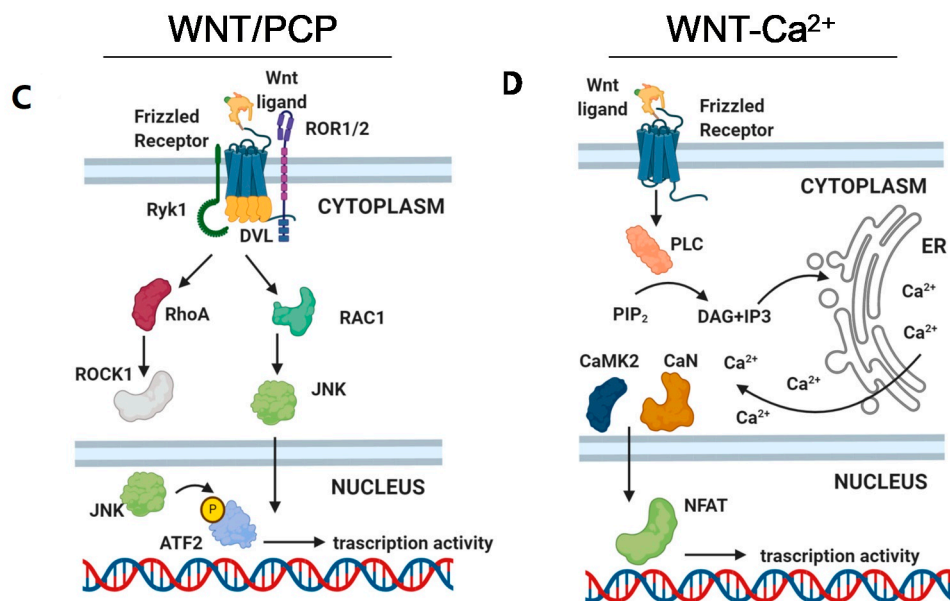 WNT/PCP
C
Wnt
ligand
Frizzled
Receptor
ROR1/2
Ryk1
DVL
CYTOPLASM
RhoA
RAC1
ROCK1
JNK
NUCLEUS
JNK
P
ATF2
trascription activity
WNT-Ca²⁺
D
Wnt
ligand
Frizzled
Receptor
CYTOPLASM
PLC
ER
PIP₂
DAG+IP3
Ca²⁺
Ca²⁺
CaMK2
CaN
Ca²⁺
Ca²⁺
Ca²⁺
NUCLEUS
NFAT
trascription activity